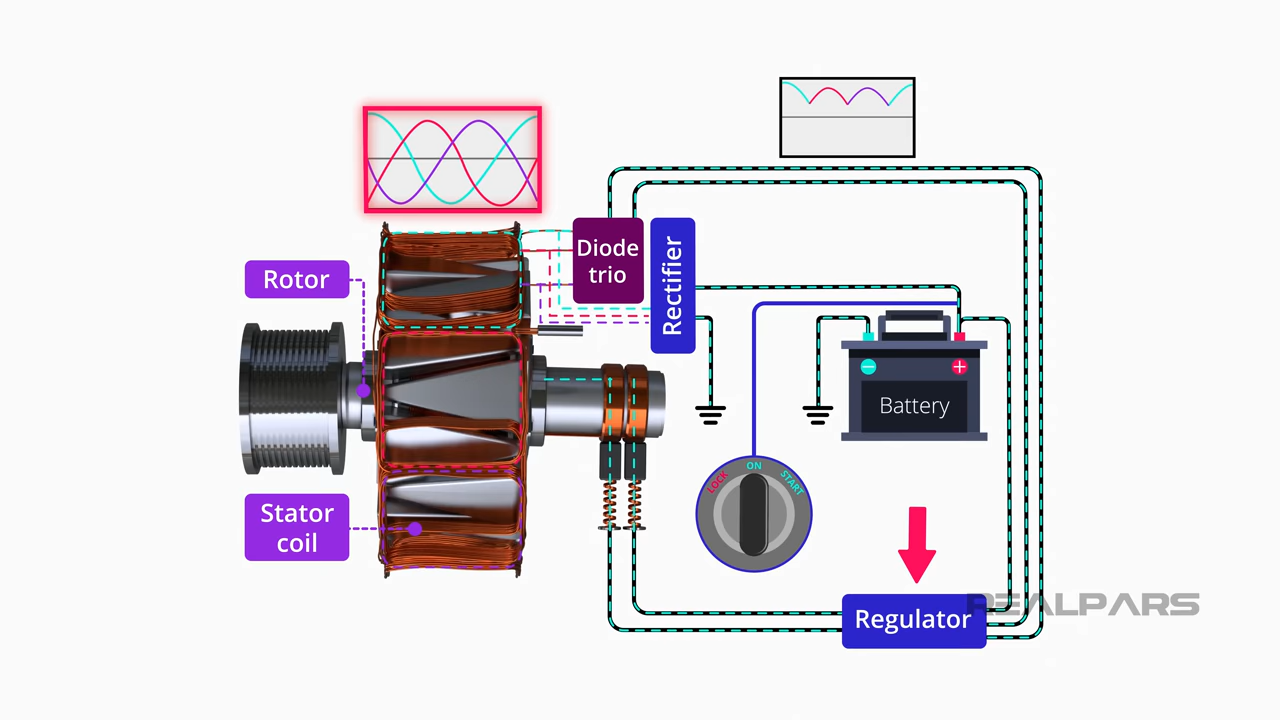 Diode
trio
Rectifier
Rotor
Battery
LOCK
ON
START
Stator
coil
Regulator
REALPARS